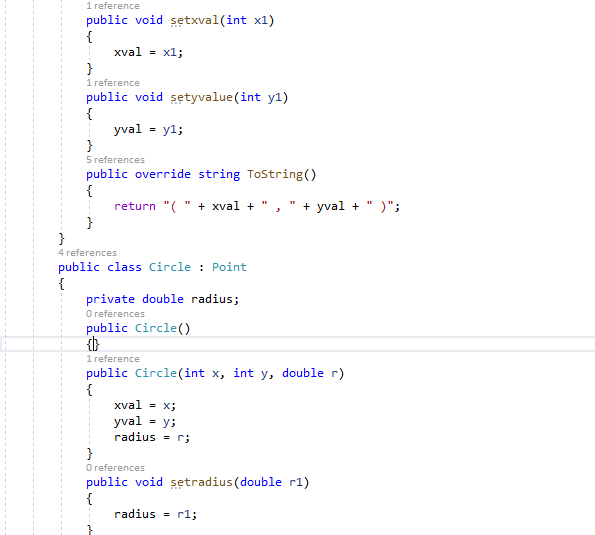 1 reference
public void setxval(int x1)
{
xval = x1;
}
1 reference
public void setyvalue(int y1)
{
yval = y1;
}
5 references
public override string ToString()
{
return "( " + xval + " , " + yval + " )";
}
}
4 references
public class Circle : Point
{
private double radius;
0 references
public Circle()
{}
1 reference
public Circle(int x, int y, double r)
{
xval = x;
yval = y;
radius = r;
}
0 references
public void setradius(double r1)
{
radius = r1;
}